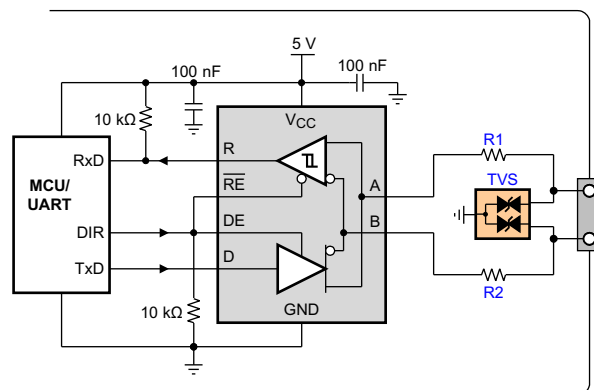 5 V
100 nF
100 nF
10 kΩ
VCC
R1
RxD
R
TVS
MCU/
UART
RE
A
DIR
DE
B
TxD
D
R2
10 kΩ
GND